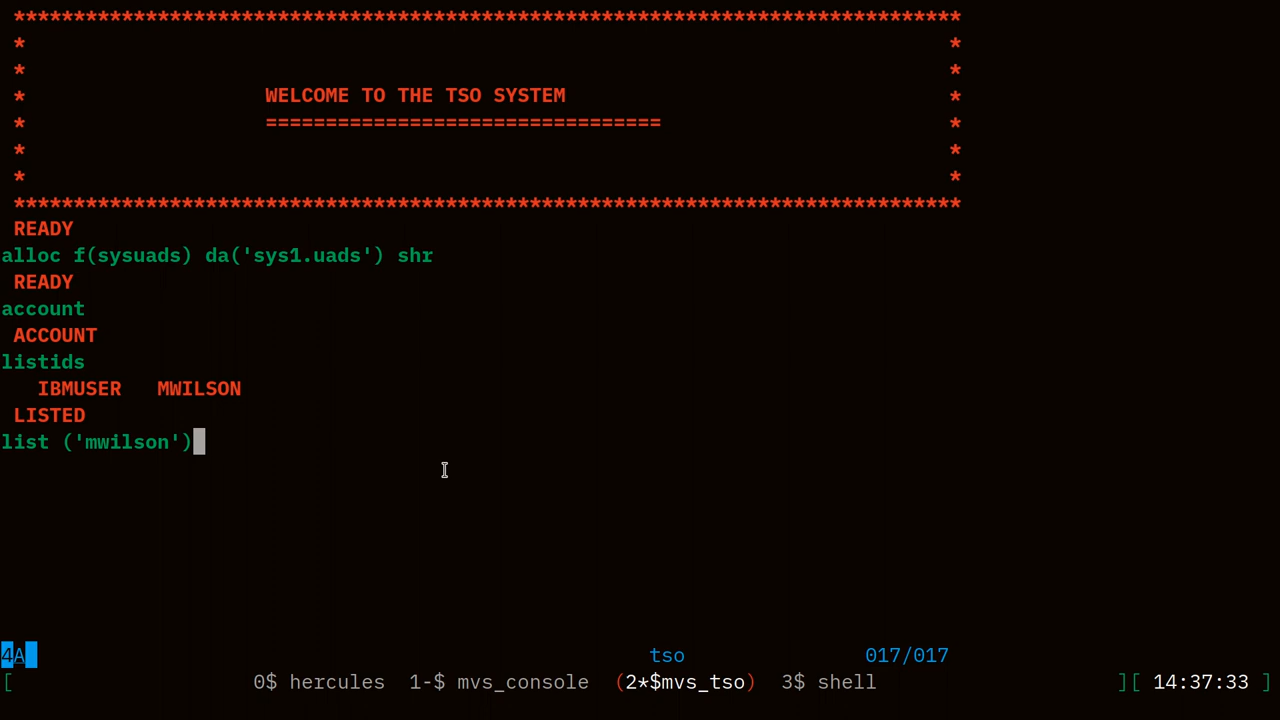 *******************************************************************************
* *
* *
* WELCOME TO THE TSO SYSTEM *
* ================================= *
* *
* *
*******************************************************************************
READY
alloc f(sysuads) da('sys1.uads') shr
READY
account
ACCOUNT
listids
IBMUSER MWILSON
LISTED
list ('mwilson')
4A tso 017/017
[ 0$ hercules 1-$ mvs_console (2*$mvs_tso) 3$ shell ][ 14:37:33 ]